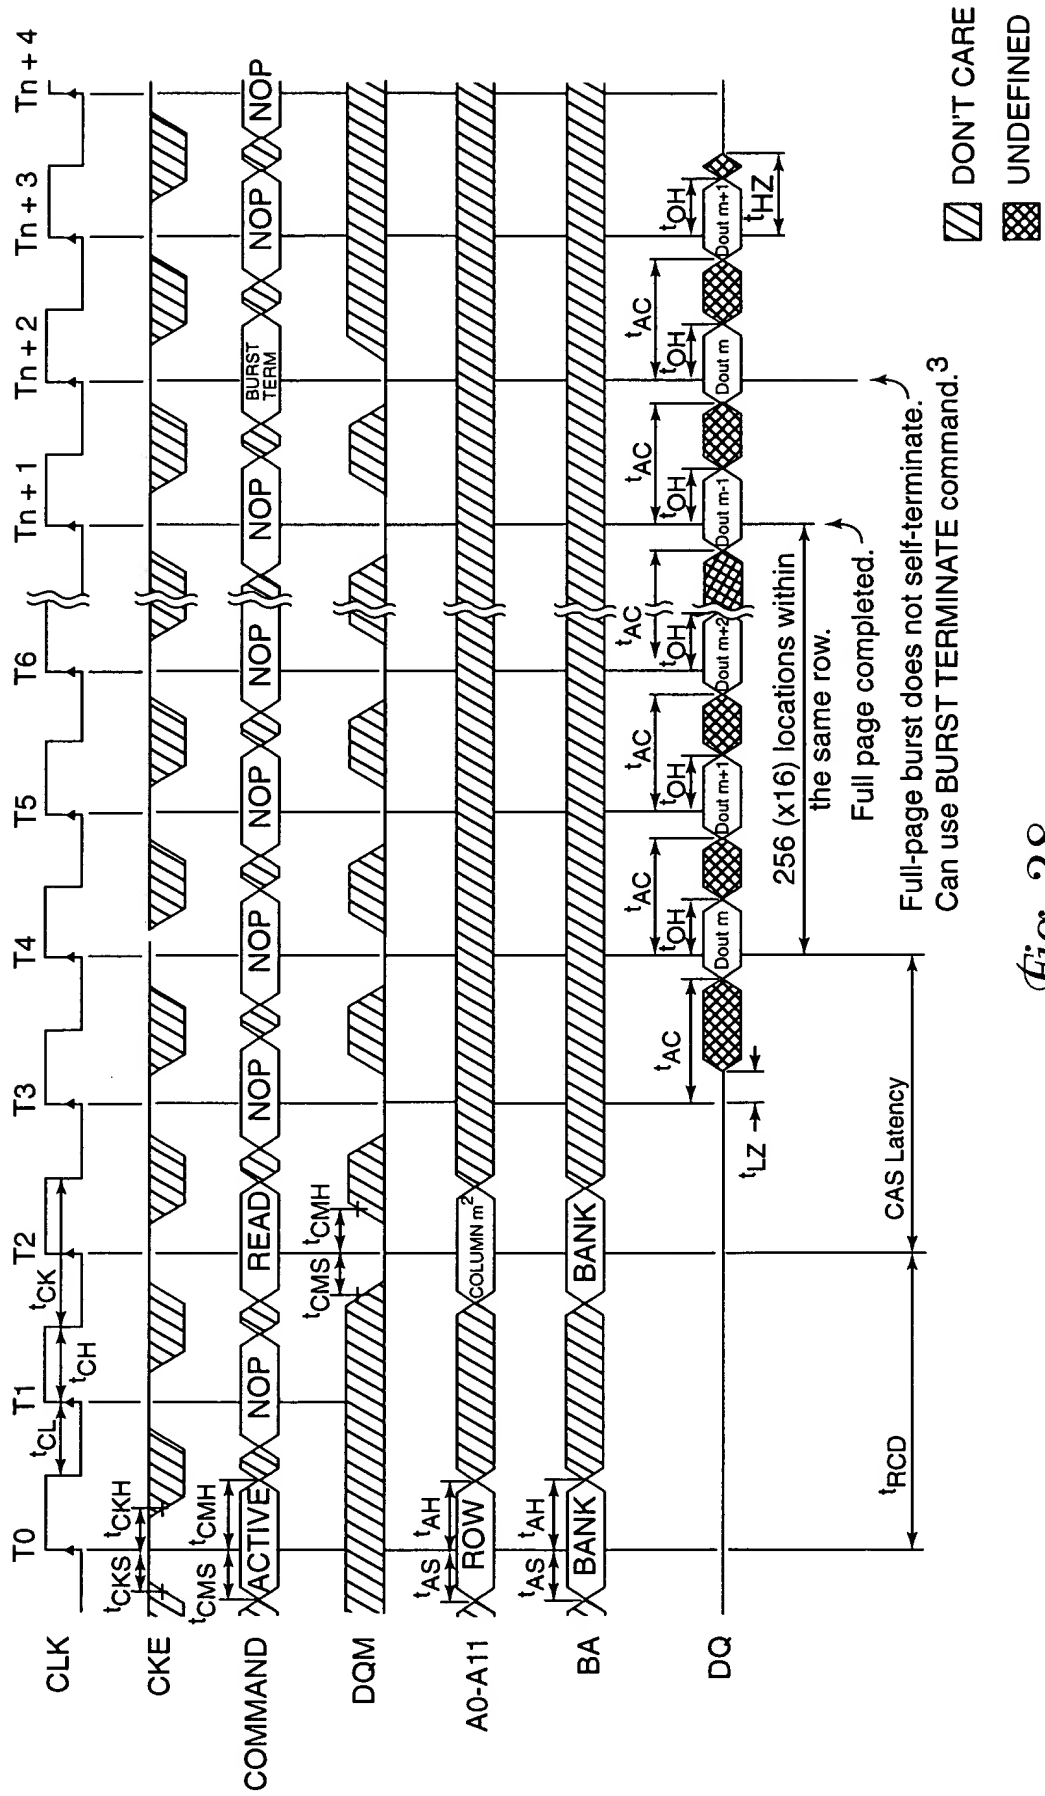 T0 T1 T2 T3 T4 T5 T6 Tn + 1 Tn + 2 Tn + 3 Tn + 4
CLK
tCL tCH tCK
CKE
tCKS tCKH
COMMAND
tCMS tCMH
ACTIVE NOP READ NOP NOP NOP NOP NOP BURST TERM NOP NOP
DQM
tCMS tCMH
A0-A11
tAS tAH
ROW COLUMN m2
BA
tAS tAH
BANK BANK
tAC tAC tAC tAC tAC tAC
tOH tOH tOH tOH tOH tOH
DQ
Dout m Dout m+1 Dout m+2 Dout m-1 Dout m Dout m+1
tLZ
tHZ
256 (x16) locations within
the same row.
Full page completed.
tRCD
CAS Latency
Full-page burst does not self-terminate.
Can use BURST TERMINATE command.3
DON'T CARE
UNDEFINED
Fig. 28